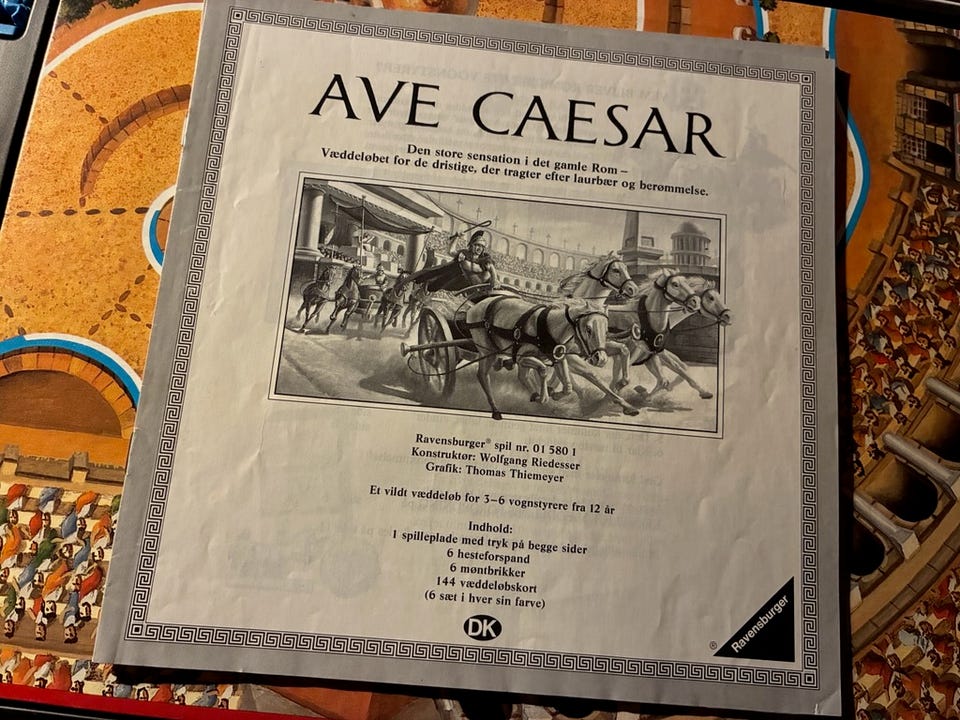 AVE CAESAR
Den store sensation i det gamle Rom –
Væddeløbet for de dristige, der tragter efter laurbær og berømmelse.
Ravensburger® spil nr. 01 580 1
Konstruktør: Wolfgang Riedesser
Grafik: Thomas Thiemeyer
Et vildt væddeløb for 3–6 vognstyrere fra 12 år
Indhold:
1 spilleplade med tryk på begge sider
6 hesteforspand
6 møntbrikker
144 væddeløbskort
(6 sæt i hver sin farve)
DK
® Ravensburger